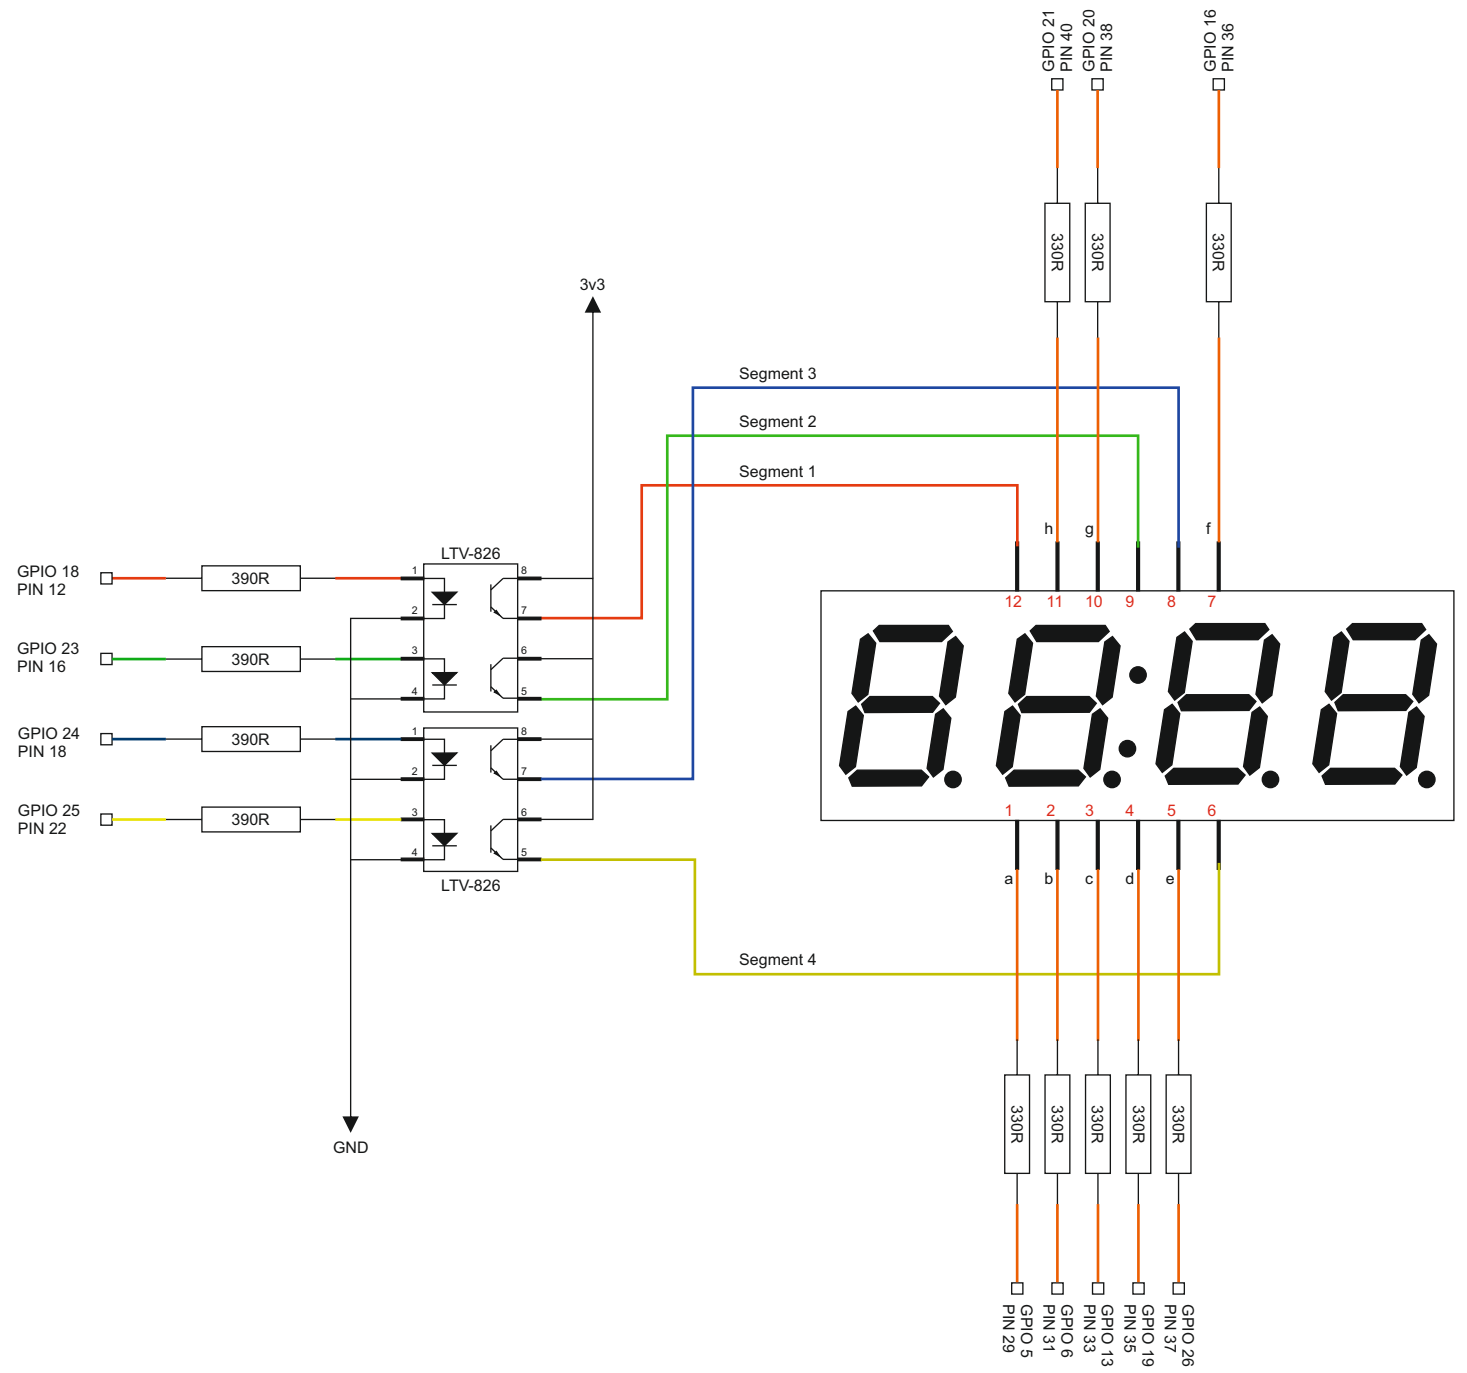 GPIO 21
PIN 40
GPIO 20
PIN 38
GPIO 16
PIN 36
330R
330R
330R
3v3
Segment 3
Segment 2
Segment 1
h
g
f
LTV-826
GPIO 18
PIN 12
390R
1
8
2
7
GPIO 23
PIN 16
390R
3
6
4
5
GPIO 24
PIN 18
390R
1
8
2
7
GPIO 25
PIN 22
390R
3
6
4
5
LTV-826
12
11
10
9
8
7
1
2
3
4
5
6
a
b
c
d
e
Segment 4
GND
330R
330R
330R
330R
330R
GPIO 5
PIN 29
GPIO 6
PIN 31
GPIO 13
PIN 33
GPIO 19
PIN 35
GPIO 26
PIN 37